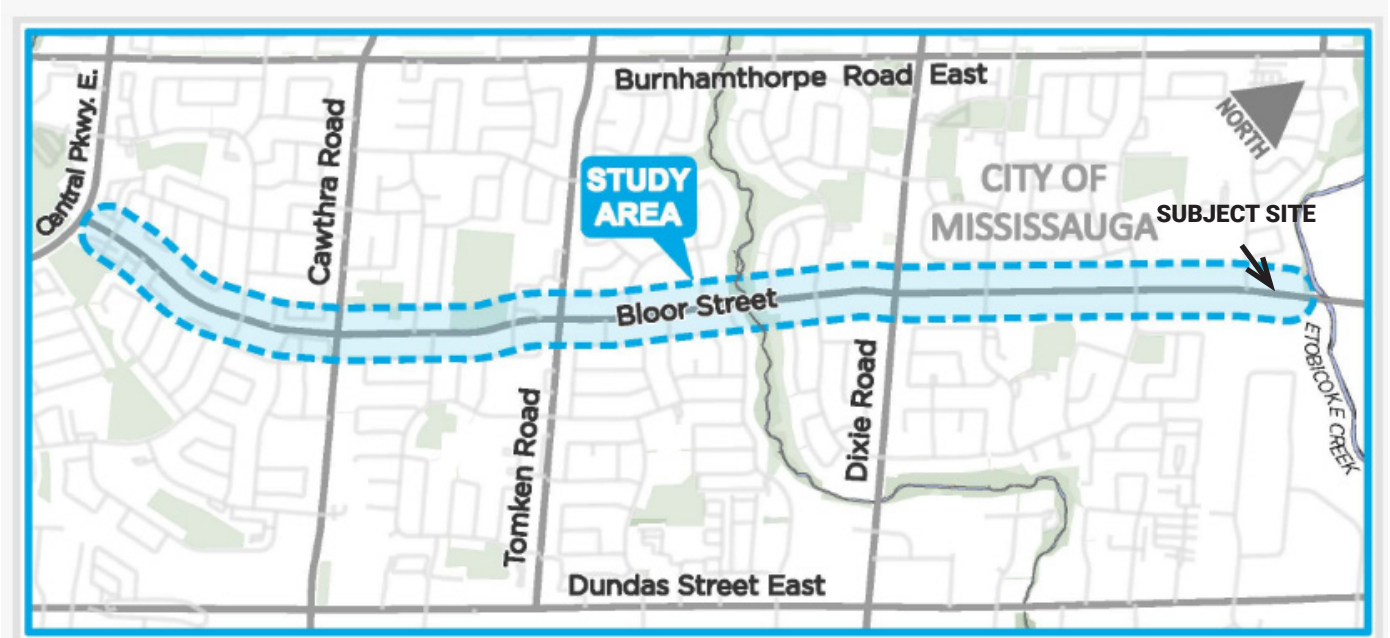 Burnhamthorpe Road East
Central Pkwy. E.
Cawthra Road
NORTH
STUDY
AREA
CITY OF
MISSISSAUGA
SUBJECT SITE
Bloor Street
ETOBICOKE CREEK
Dixie Road
Tomken Road
Dundas Street East